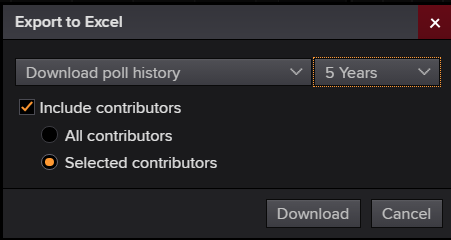 Export to Excel
Download poll history 5 Years
Include contributors
All contributors
Selected contributors
Download Cancel